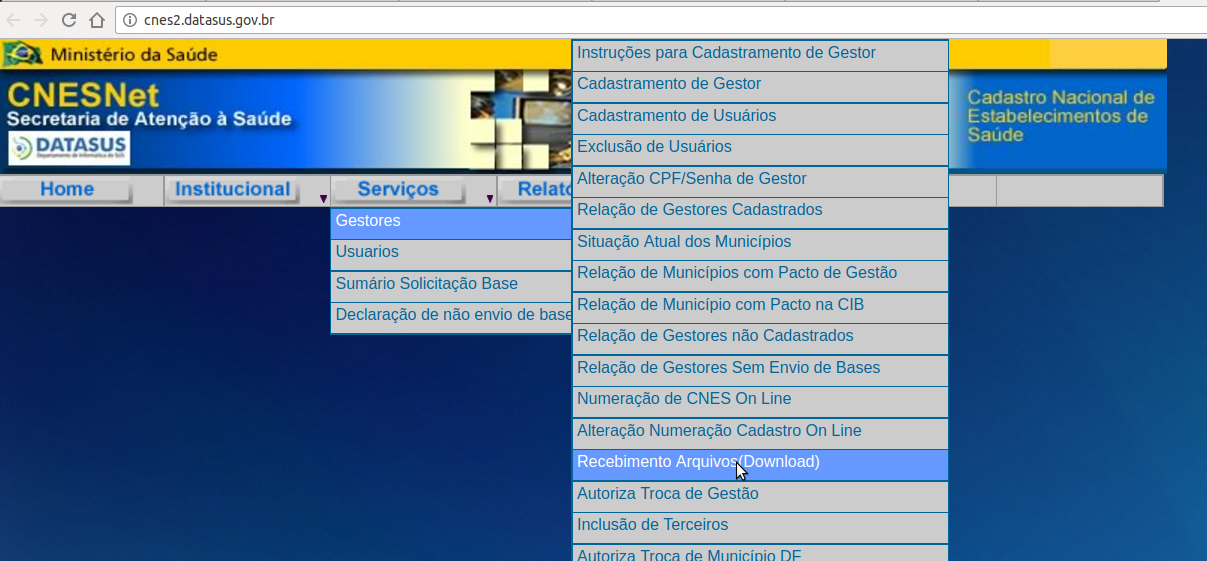 cnes2.datasus.gov.br
Ministério da Saúde
CNESNet
Secretaria de Atenção à Saúde
DATASUS
Departamento de Informática do SUS
Cadastro Nacional de
Estabelecimentos de
Saúde
Home
Institucional
Serviços
Relato
Gestores
Usuarios
Sumário Solicitação Base
Declaração de não envio de base
Instruções para Cadastramento de Gestor
Cadastramento de Gestor
Cadastramento de Usuários
Exclusão de Usuários
Alteração CPF/Senha de Gestor
Relação de Gestores Cadastrados
Situação Atual dos Municípios
Relação de Municípios com Pacto de Gestão
Relação de Município com Pacto na CIB
Relação de Gestores não Cadastrados
Relação de Gestores Sem Envio de Bases
Numeração de CNES On Line
Alteração Numeração Cadastro On Line
Recebimento Arquivos(Download)
Autoriza Troca de Gestão
Inclusão de Terceiros
Autoriza Troca de Município DF